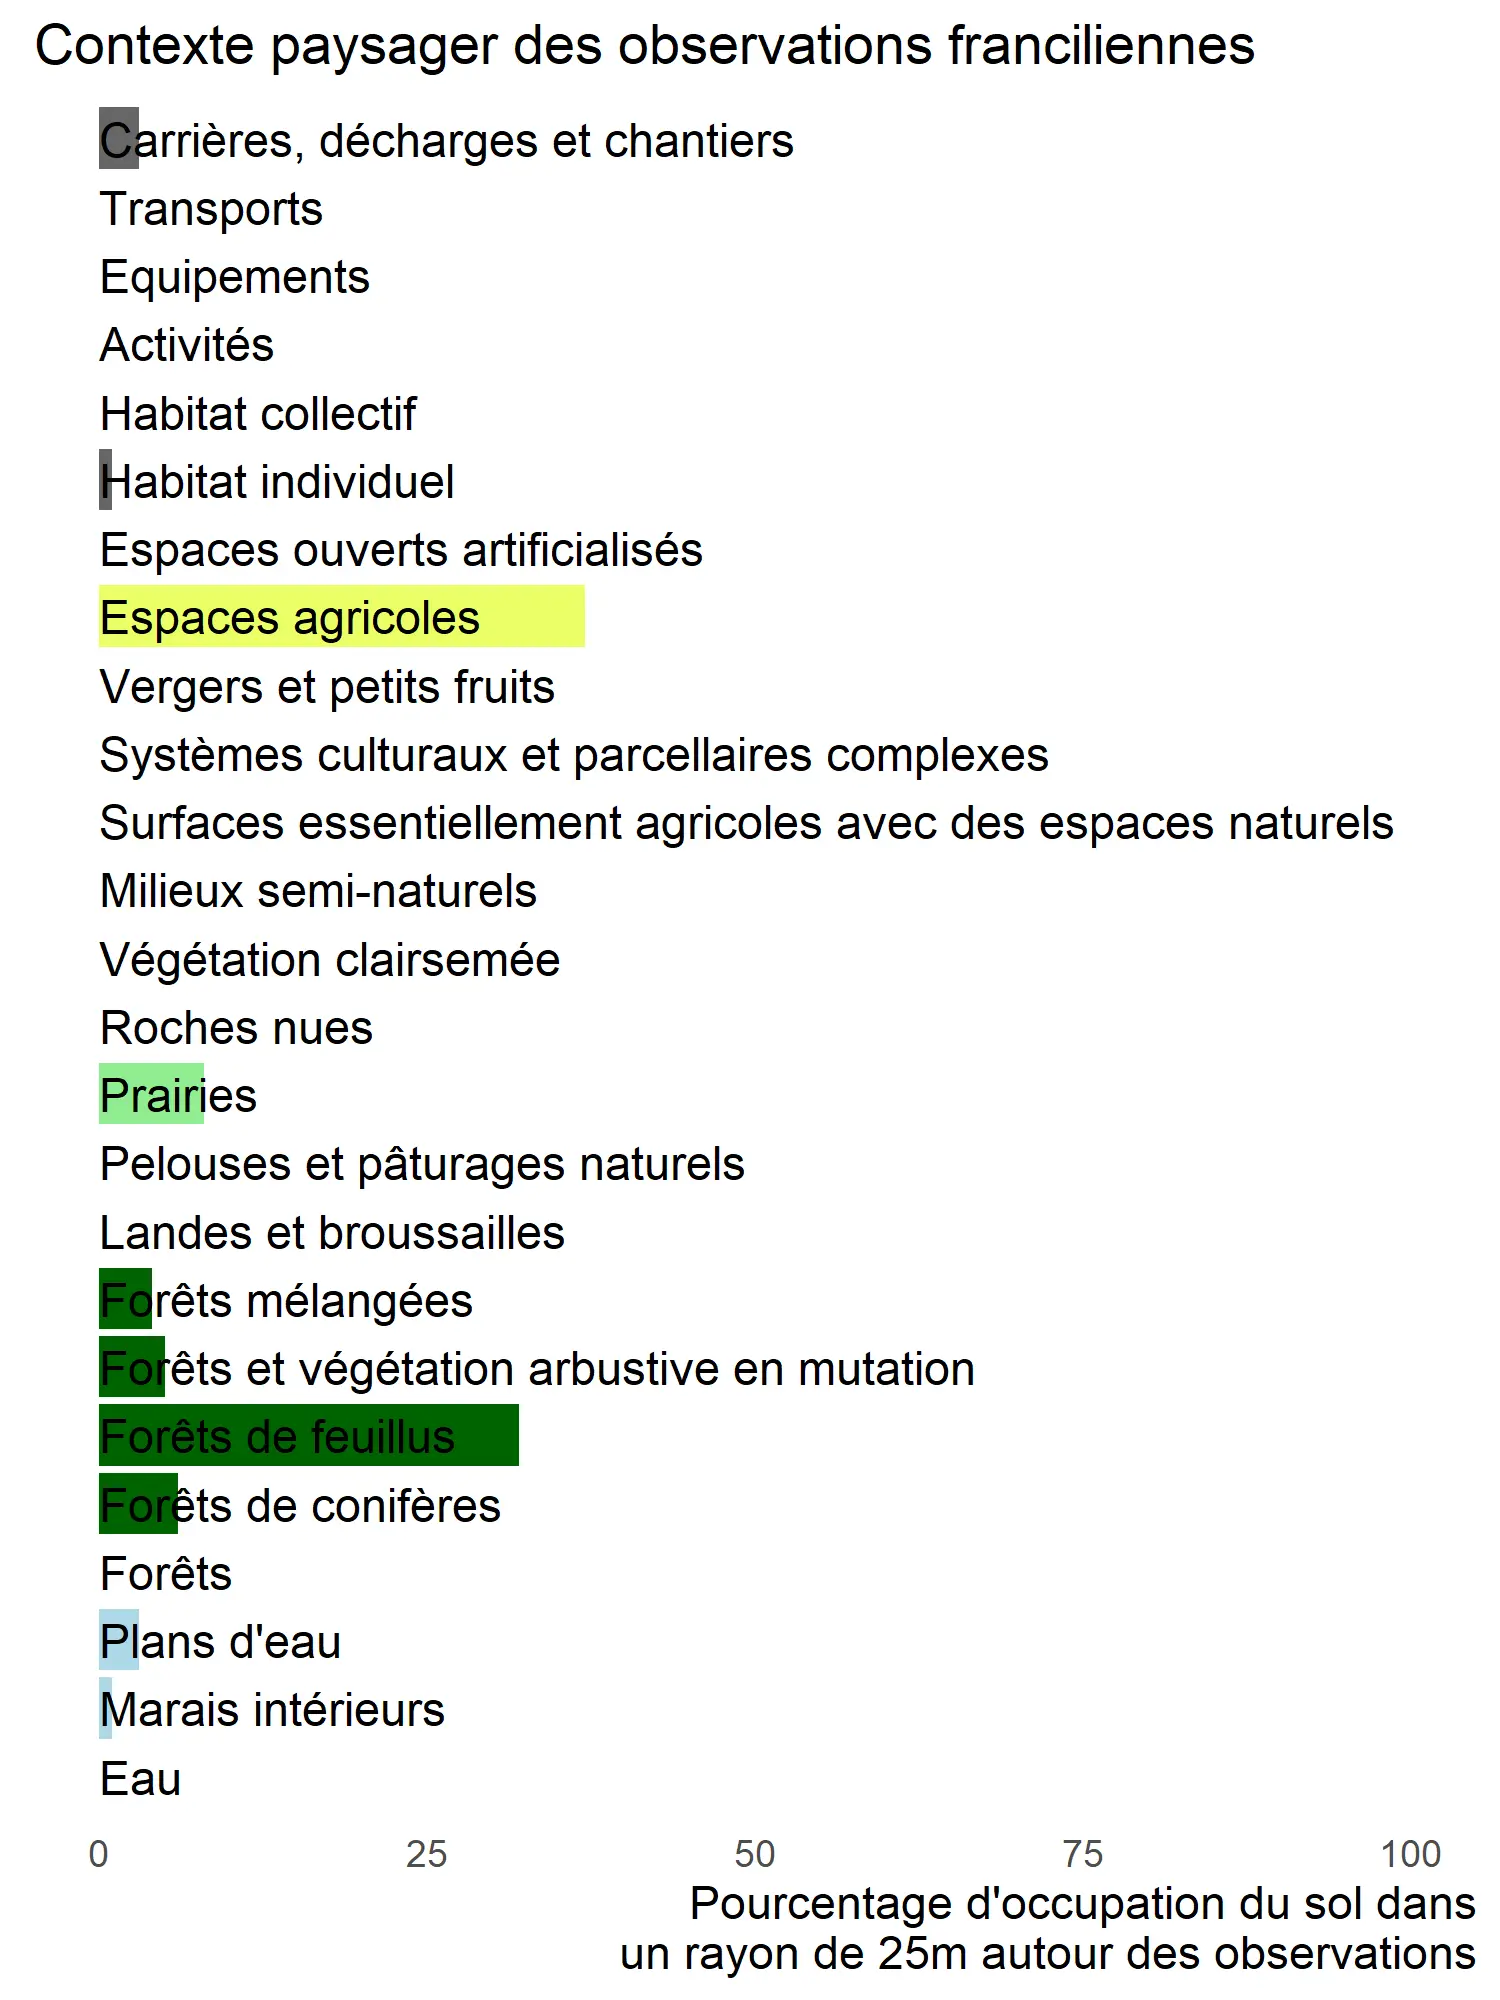 Contexte paysager des observations franciliennes
Carrières, décharges et chantiers
Transports
Equipements
Activités
Habitat collectif
Habitat individuel
Espaces ouverts artificialisés
Espaces agricoles
Vergers et petits fruits
Systèmes culturaux et parcellaires complexes
Surfaces essentiellement agricoles avec des espaces naturels
Milieux semi-naturels
Végétation clairsemée
Roches nues
Prairies
Pelouses et pâturages naturels
Landes et broussailles
Forêts mélangées
Forêts et végétation arbustive en mutation
Forêts de feuillus
Forêts de conifères
Forêts
Plans d'eau
Marais intérieurs
Eau
0 25 50 75 100
Pourcentage d'occupation du sol dans
un rayon de 25m autour des observations